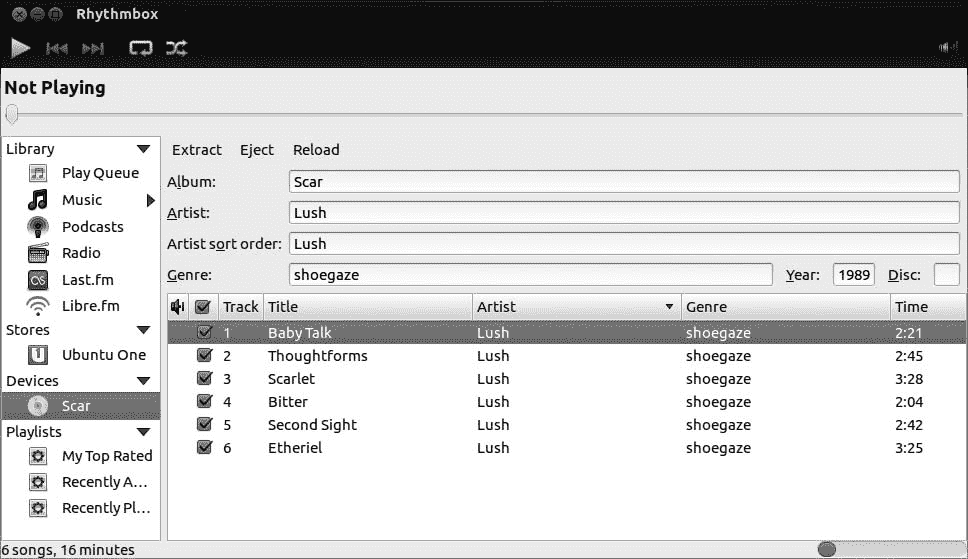 Rhythmbox
Not Playing
Library
Play Queue
Music
Podcasts
Radio
Last.fm
Libre.fm
Stores
Ubuntu One
Devices
Scar
Playlists
My Top Rated
Recently A...
Recently Pl...
Extract Eject Reload
Album: Scar
Artist: Lush
Artist sort order: Lush
Genre: shoegaze Year: 1989 Disc:
Track Title Artist Genre Time
1 Baby Talk Lush shoegaze 2:21
2 Thoughtforms Lush shoegaze 2:45
3 Scarlet Lush shoegaze 3:28
4 Bitter Lush shoegaze 2:04
5 Second Sight Lush shoegaze 2:42
6 Etheriel Lush shoegaze 3:25
6 songs, 16 minutes